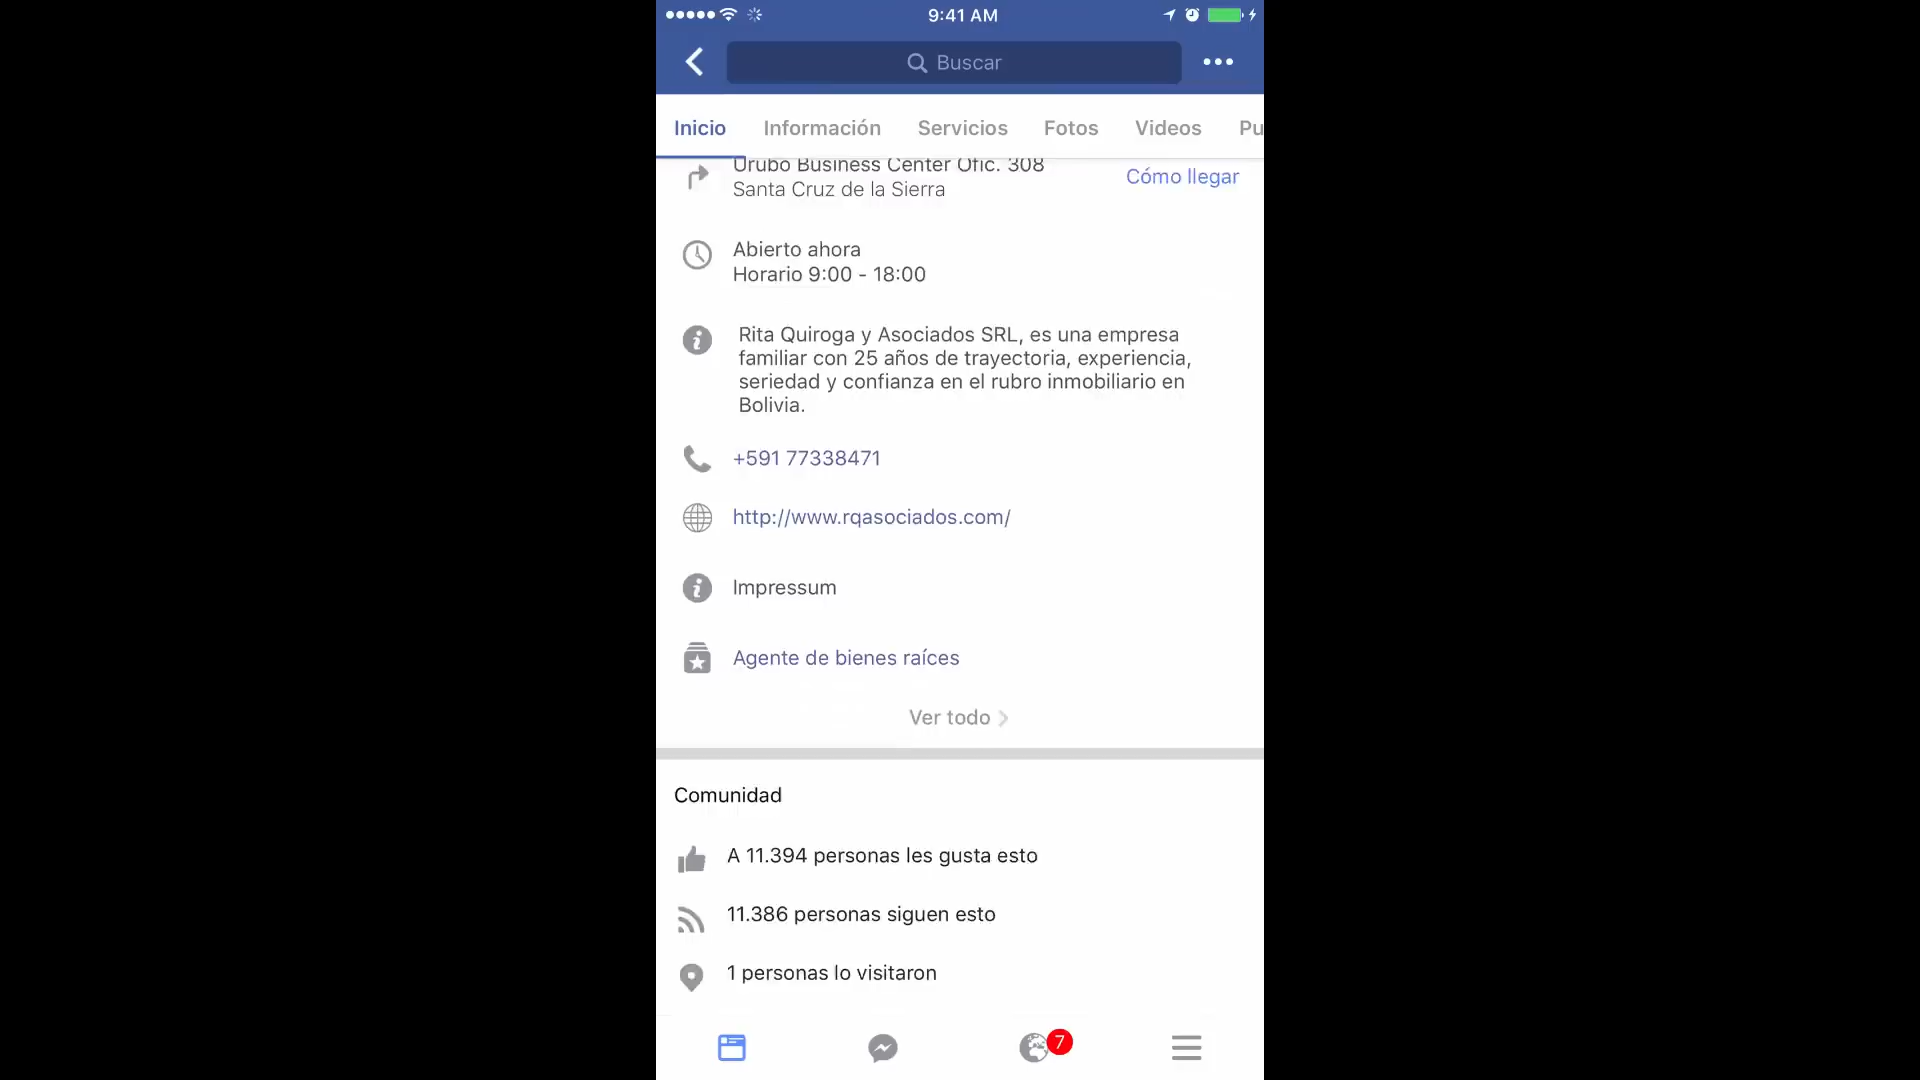 9:41 AM
Buscar
Inicio Información Servicios Fotos Videos Pu
Urubo Business Center Ofic. 308
Santa Cruz de la Sierra
Cómo llegar
Abierto ahora
Horario 9:00 - 18:00
Rita Quiroga y Asociados SRL, es una empresa
familiar con 25 años de trayectoria, experiencia,
seriedad y confianza en el rubro inmobiliario en
Bolivia.
+591 77338471
http://www.rqasociados.com/
Impressum
Agente de bienes raíces
Ver todo
Comunidad
A 11.394 personas les gusta esto
11.386 personas siguen esto
1 personas lo visitaron
7